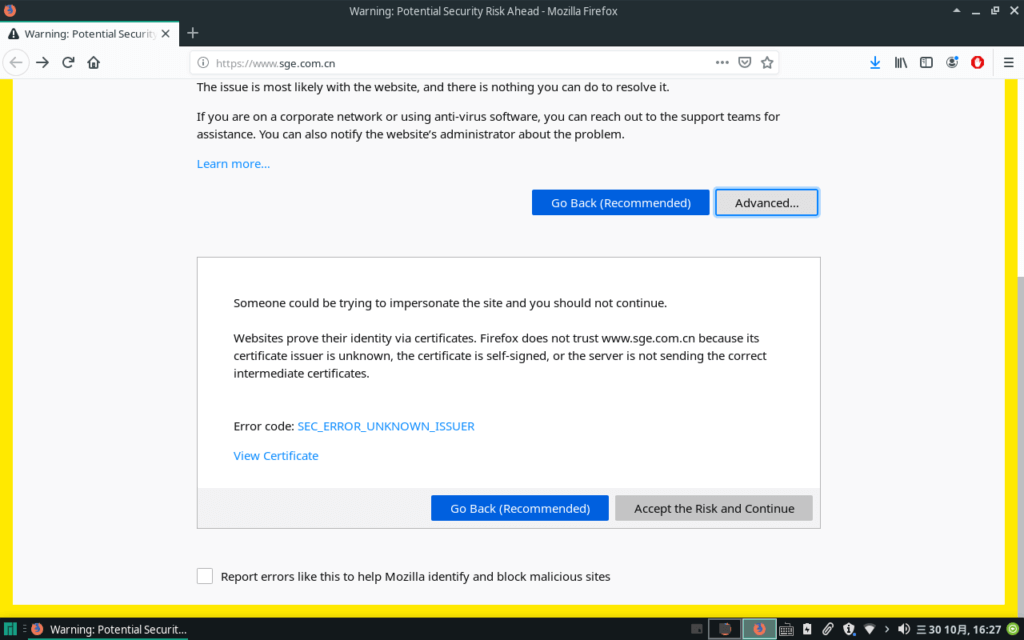 Warning: Potential Security Risk Ahead - Mozilla Firefox
Warning: Potential Security
https://www.sge.com.cn
The issue is most likely with the website, and there is nothing you can do to resolve it.
If you are on a corporate network or using anti-virus software, you can reach out to the support teams for
assistance. You can also notify the website’s administrator about the problem.
Learn more…
Go Back (Recommended)
Advanced…
Someone could be trying to impersonate the site and you should not continue.
Websites prove their identity via certificates. Firefox does not trust www.sge.com.cn because its
certificate issuer is unknown, the certificate is self-signed, or the server is not sending the correct
intermediate certificates.
Error code: SEC_ERROR_UNKNOWN_ISSUER
View Certificate
Go Back (Recommended)
Accept the Risk and Continue
Report errors like this to help Mozilla identify and block malicious sites
Warning: Potential Securit...
三 30 10月, 16:27